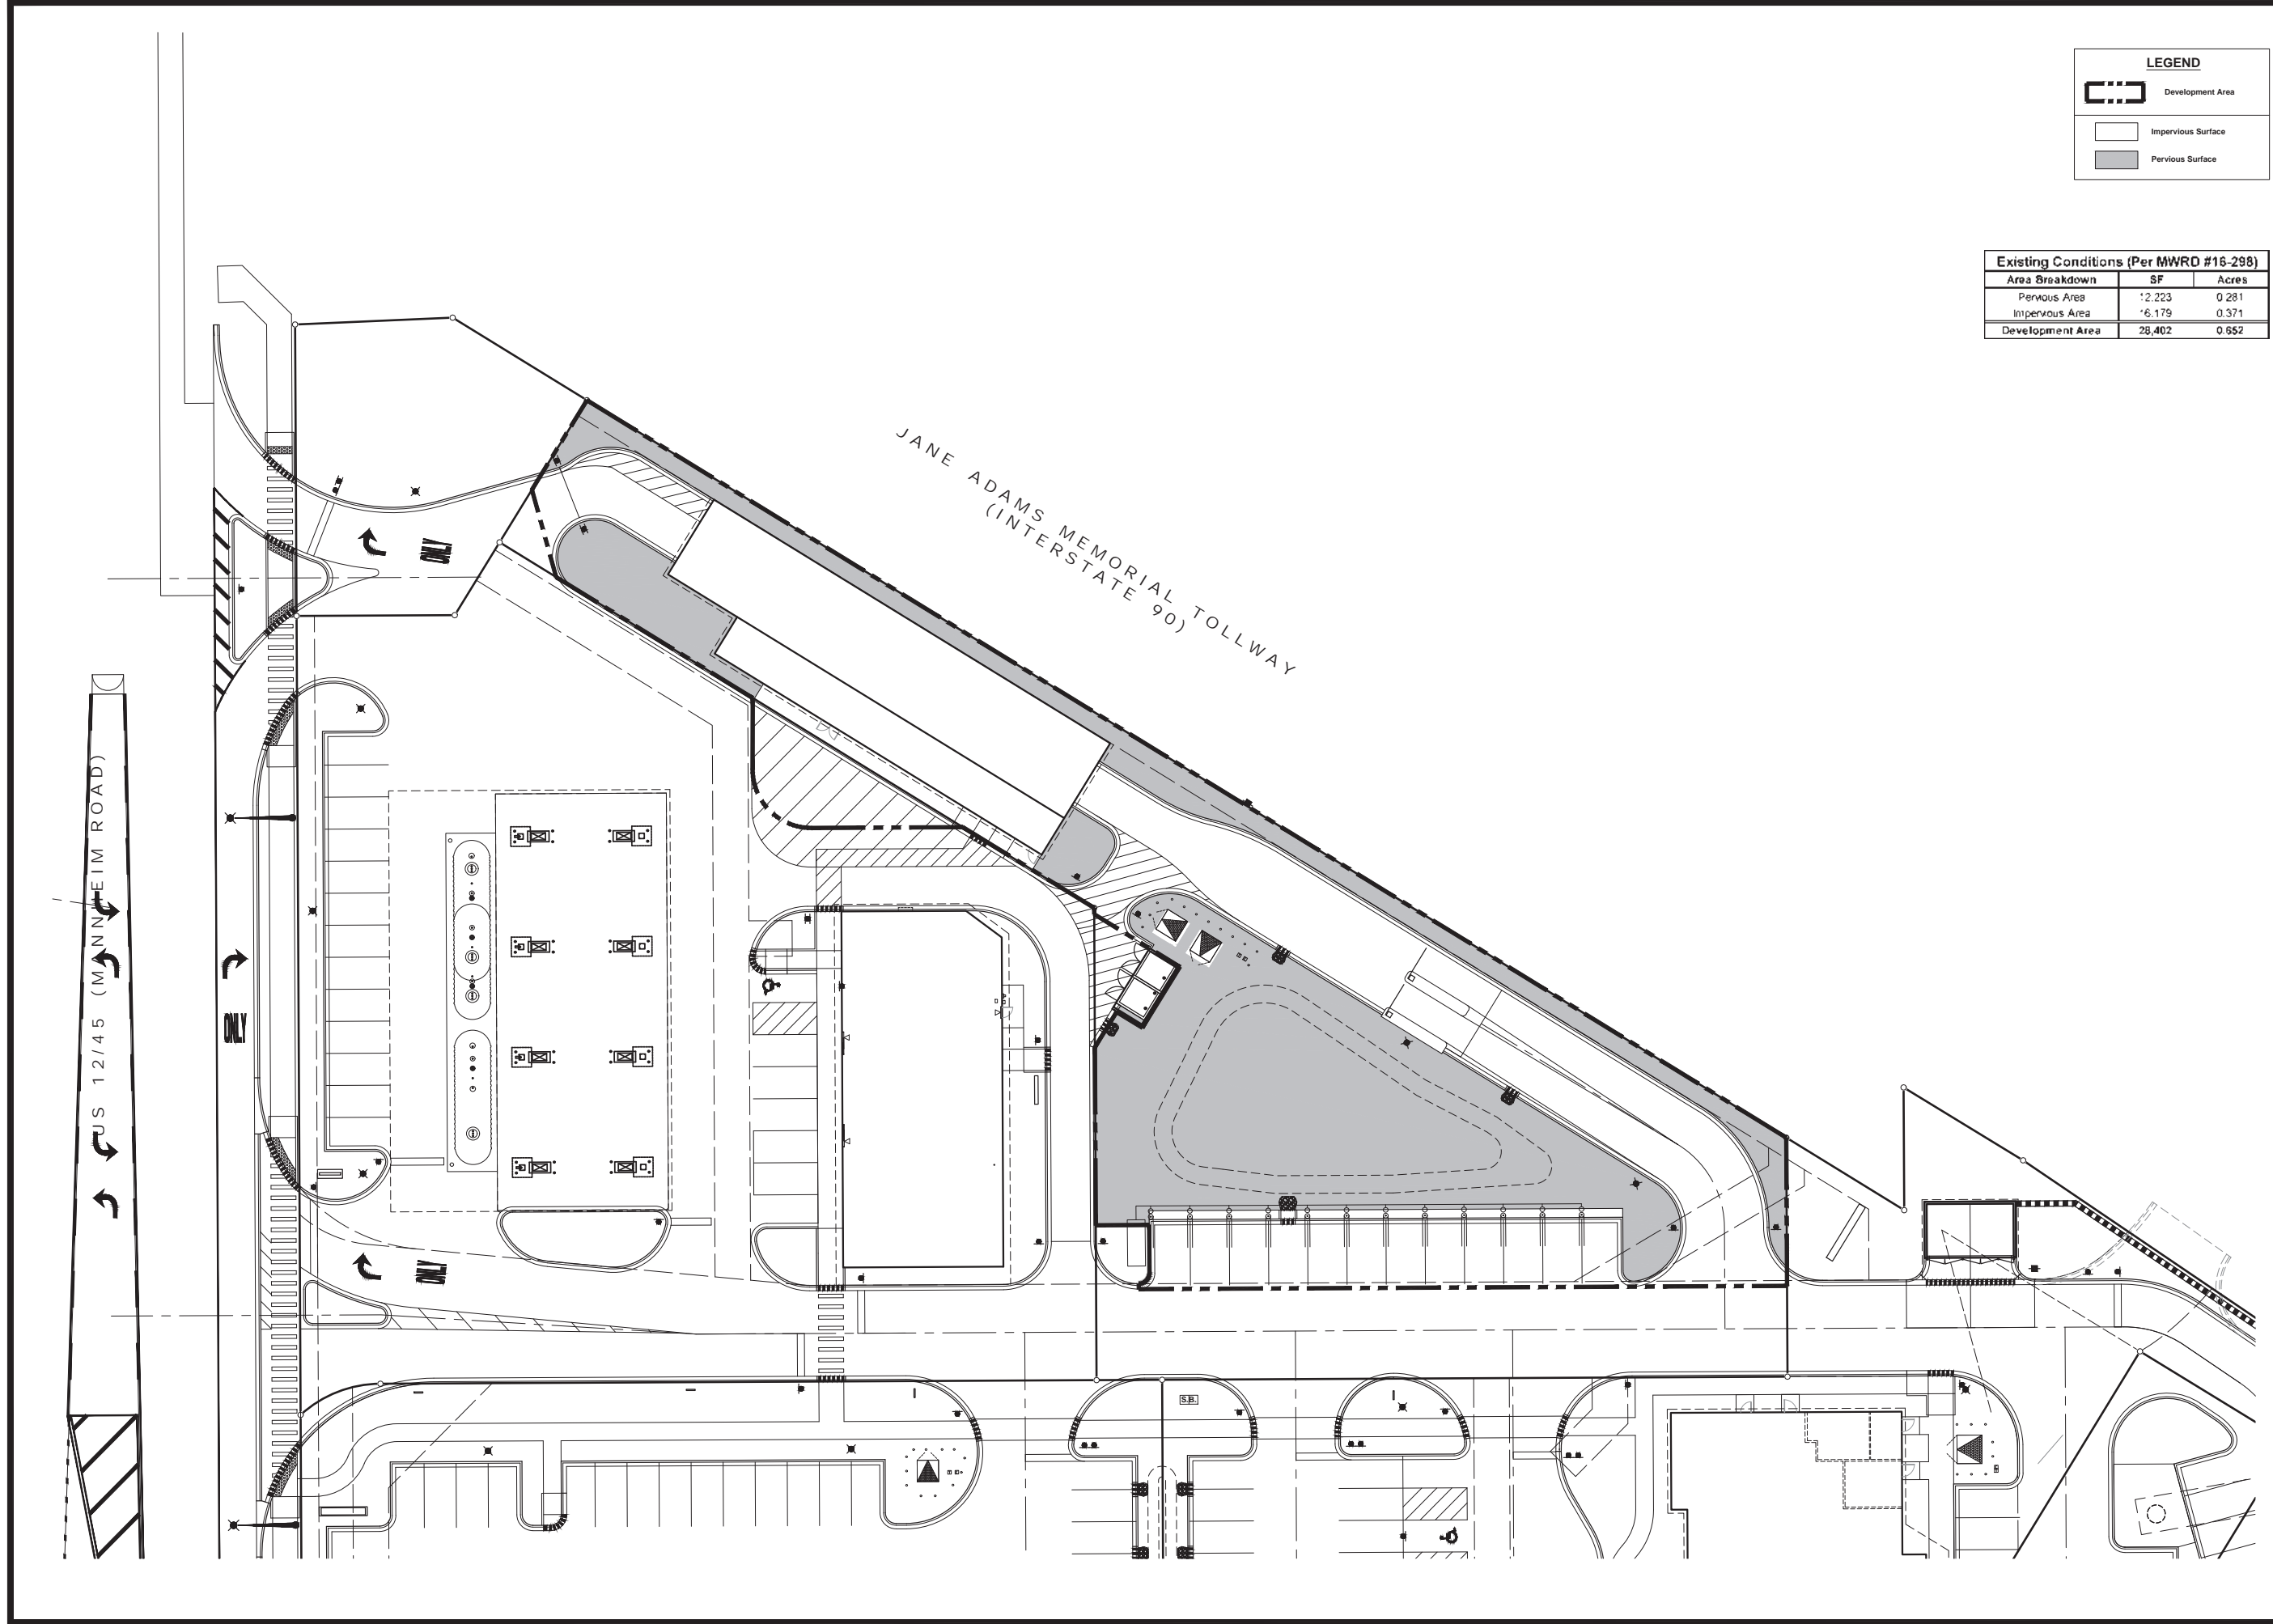 LEGEND
Development Area
Impervious Surface
Pervious Surface
Existing Conditions (Per MWRD #16-298)
Area Breakdown SF Acres
Pervious Area 12,223 0.281
Impervious Area 16,179 0.371
Development Area 28,402 0.652
JANE ADAMS MEMORIAL TOLLWAY
(INTERSTATE 90)
ONLY
US 12/45 (MANNHEIM ROAD)
ONLY
ONLY
S.B.